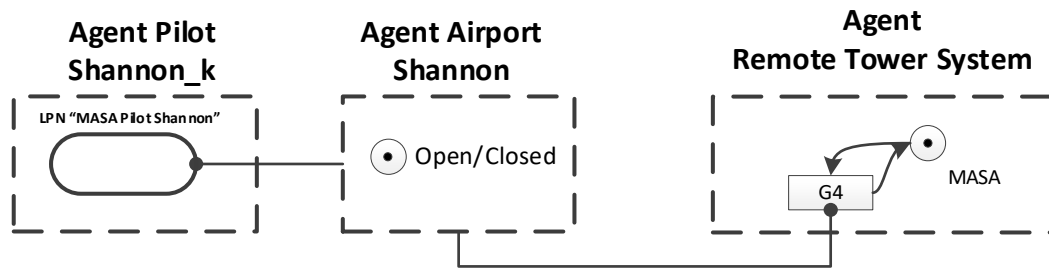 Agent Pilot
Shannon_k
Agent Airport
Shannon
Agent
Remote Tower System
LPN “MASA Pilot Shannon”
Open/Closed
G4
MASA